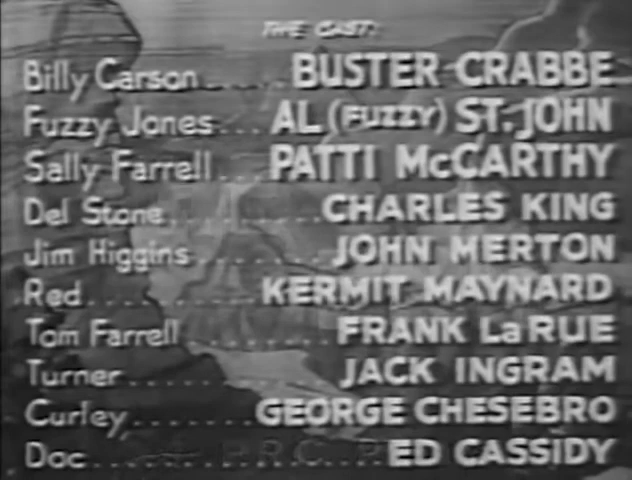 THE CAST:
Billy Carson..... BUSTER CRABBE
Fuzzy Jones... AL (FUZZY) ST. JOHN
Sally Farrell... PATTI McCARTHY
Del Stone.......... CHARLES KING
Jim Higgins......... JOHN MERTON
Red........... KERMIT MAYNARD
Tom Farrell........ FRANK LaRUE
Turner............ JACK INGRAM
Curley........ GEORGE CHESEBRO
Doc.... P.R.C. ED CASSIDY